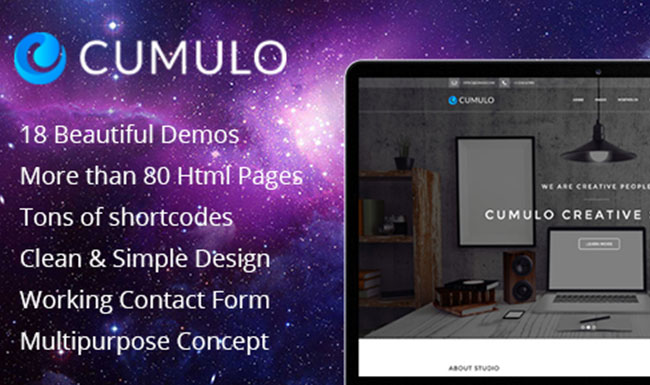 CUMULO
18 Beautiful Demos
More than 80 Html Pages
Tons of shortcodes
Clean & Simple Design
Working Contact Form
Multipurpose Concept
CUMULO
HOME
WE ARE CREATIVE PEOPLE
CUMULO CREATIVE
LEARN MORE
ABOUT STUDIO